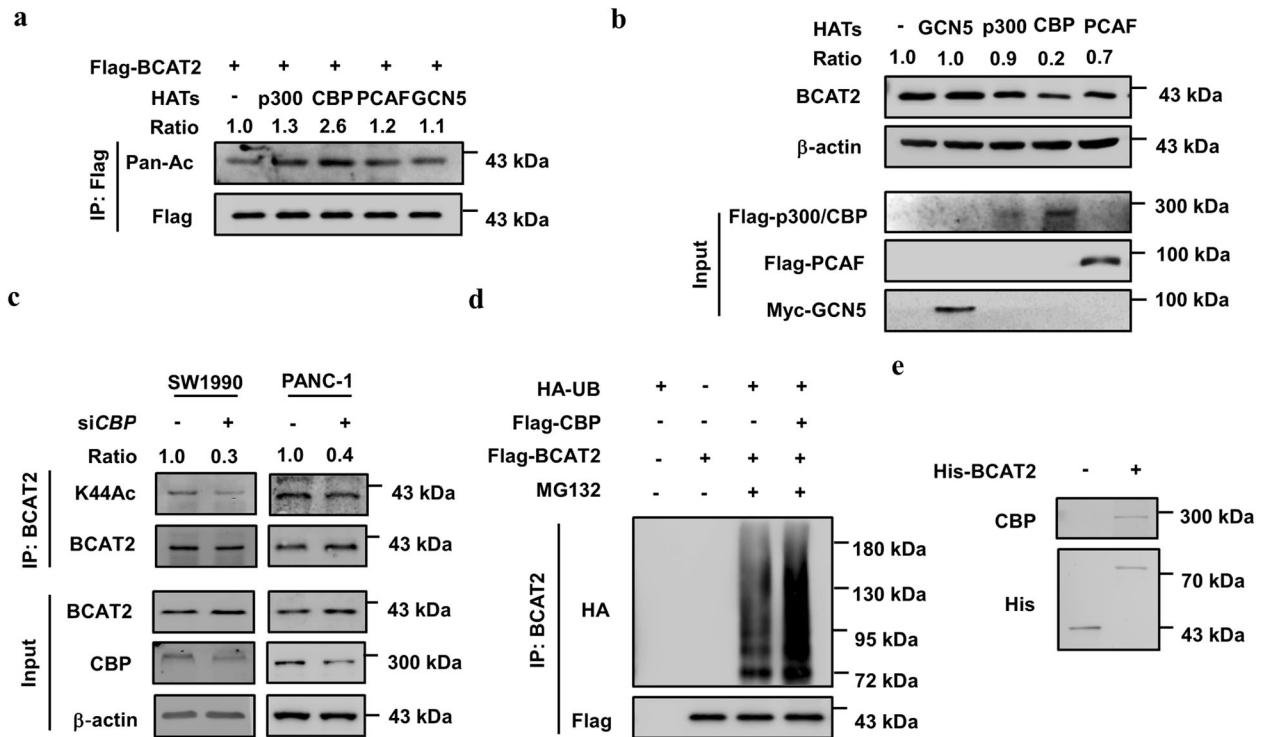 a
Flag-BCAT2 + + + + +
HATs - p300 CBP PCAF GCN5
Ratio 1.0 1.3 2.6 1.2 1.1
IP: Flag
Pan-Ac 43 kDa
Flag 43 kDa
b
HATs - GCN5 p300 CBP PCAF
Ratio 1.0 1.0 0.9 0.2 0.7
BCAT2 43 kDa
β-actin 43 kDa
Input
Flag-p300/CBP 300 kDa
Flag-PCAF 100 kDa
Myc-GCN5 100 kDa
c
SW1990 PANC-1
siCBP - + - +
Ratio 1.0 0.3 1.0 0.4
IP: BCAT2
K44Ac 43 kDa
BCAT2 43 kDa
Input
BCAT2 43 kDa
CBP 300 kDa
β-actin 43 kDa
d
HA-UB + - + +
Flag-CBP - - - +
Flag-BCAT2 - + + +
MG132 - - + +
IP: BCAT2
HA
180 kDa
130 kDa
95 kDa
72 kDa
Flag 43 kDa
e
His-BCAT2 - +
CBP 300 kDa
His
70 kDa
43 kDa